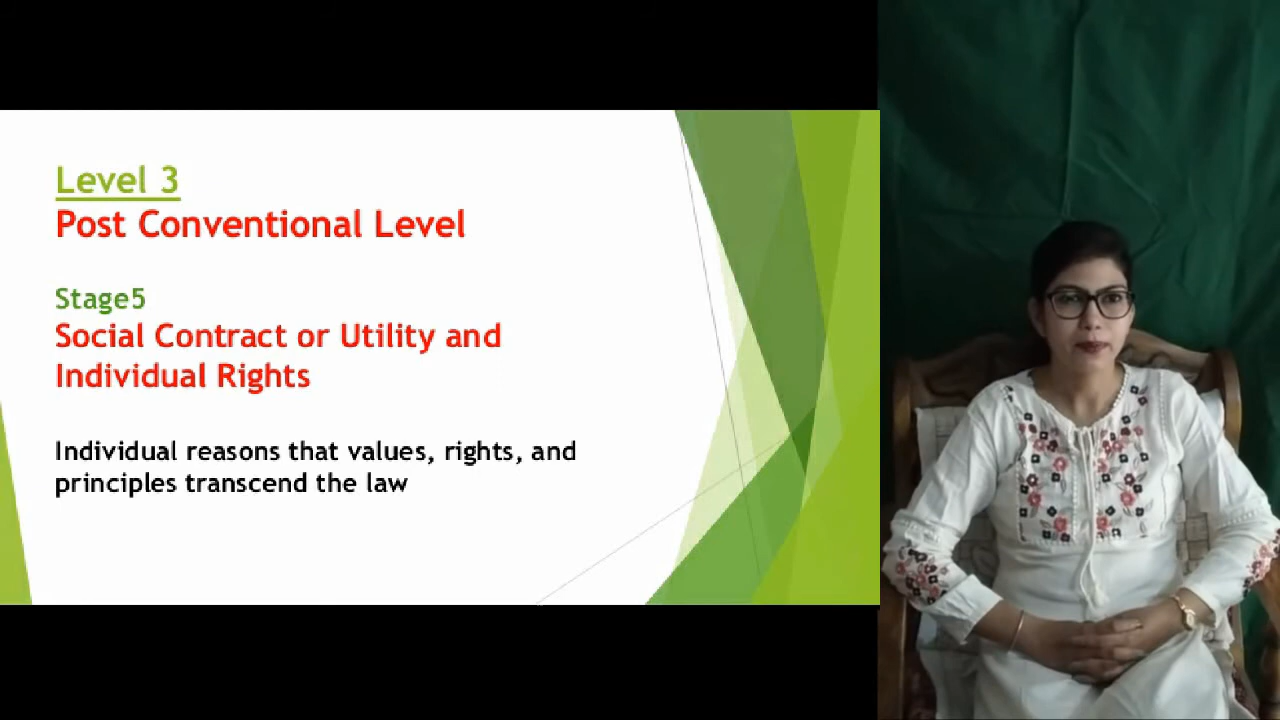 Level 3
Post Conventional Level
Stage5
Social Contract or Utility and
Individual Rights
Individual reasons that values, rights, and
principles transcend the law